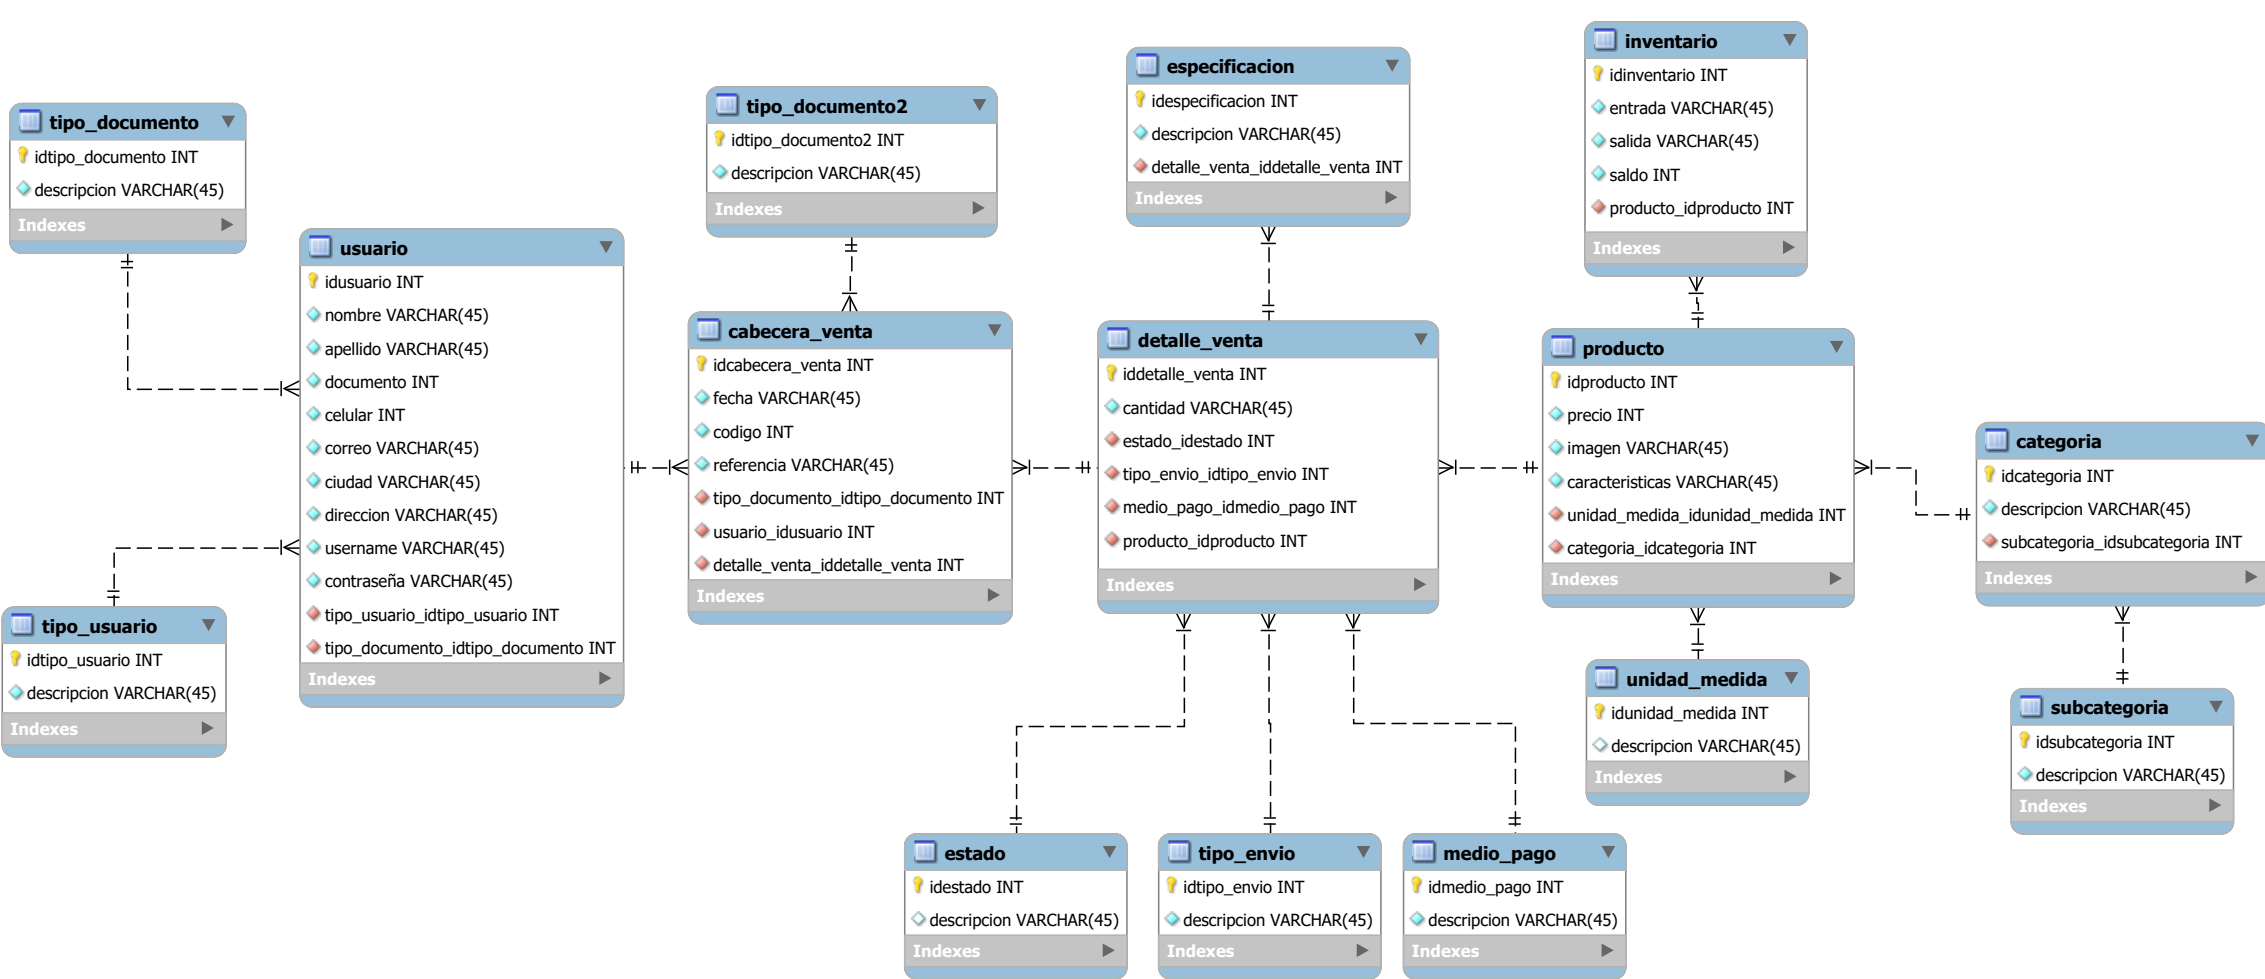 tipo_documento
idtipo_documento INT
descripcion VARCHAR(45)
Indexes
tipo_usuario
idtipo_usuario INT
descripcion VARCHAR(45)
Indexes
usuario
idusuario INT
nombre VARCHAR(45)
apellido VARCHAR(45)
documento INT
celular INT
correo VARCHAR(45)
ciudad VARCHAR(45)
direccion VARCHAR(45)
username VARCHAR(45)
contraseña VARCHAR(45)
tipo_usuario_idtipo_usuario INT
tipo_documento_idtipo_documento INT
Indexes
tipo_documento2
idtipo_documento2 INT
descripcion VARCHAR(45)
Indexes
cabecera_venta
idcabecera_venta INT
fecha VARCHAR(45)
codigo INT
referencia VARCHAR(45)
tipo_documento_idtipo_documento INT
usuario_idusuario INT
detalle_venta_iddetalle_venta INT
Indexes
especificacion
idespecificacion INT
descripcion VARCHAR(45)
detalle_venta_iddetalle_venta INT
Indexes
detalle_venta
iddetalle_venta INT
cantidad VARCHAR(45)
estado_idestado INT
tipo_envio_idtipo_envio INT
medio_pago_idmedio_pago INT
producto_idproducto INT
Indexes
estado
idestado INT
descripcion VARCHAR(45)
Indexes
tipo_envio
idtipo_envio INT
descripcion VARCHAR(45)
Indexes
medio_pago
idmedio_pago INT
descripcion VARCHAR(45)
Indexes
inventario
idinventario INT
entrada VARCHAR(45)
salida VARCHAR(45)
saldo INT
producto_idproducto INT
Indexes
producto
idproducto INT
precio INT
imagen VARCHAR(45)
caracteristicas VARCHAR(45)
unidad_medida_idunidad_medida INT
categoria_idcategoria INT
Indexes
unidad_medida
idunidad_medida INT
descripcion VARCHAR(45)
Indexes
categoria
idcategoria INT
descripcion VARCHAR(45)
subcategoria_idsubcategoria INT
Indexes
subcategoria
idsubcategoria INT
descripcion VARCHAR(45)
Indexes